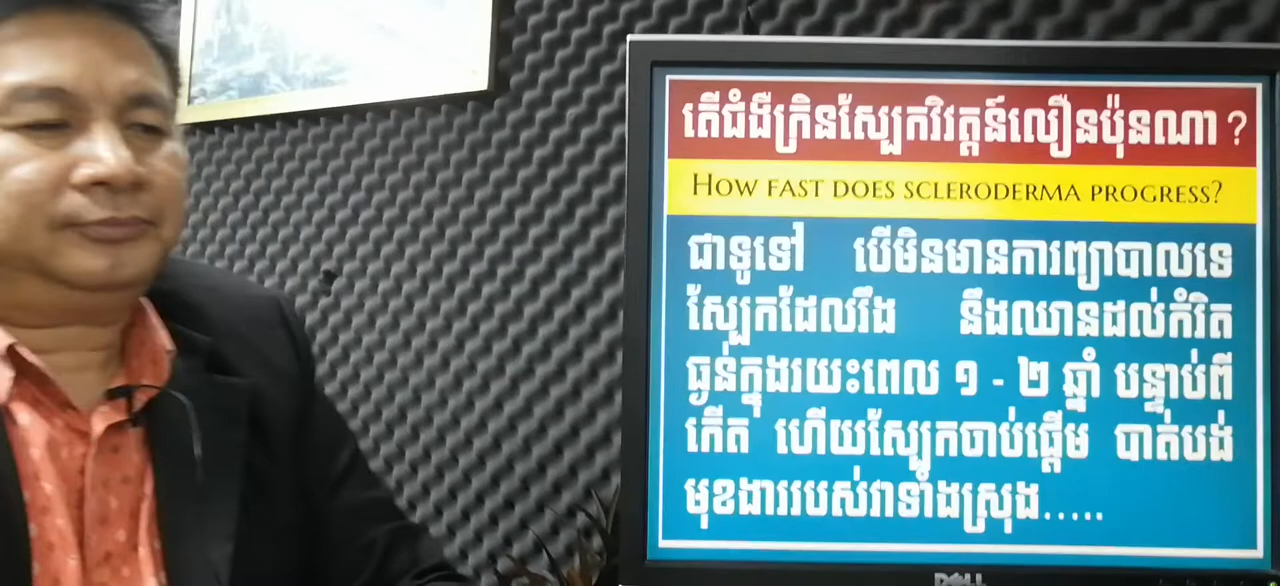 តើជំងឺក្រិនស្បែកវិវត្តន៍លឿនប៉ុនណា ?
HOW FAST DOES SCLERODERMA PROGRESS?
ជាទូទៅ បើមិនមានការព្យាបាលទេ
ស្បែកដែលរឹង នឹងឈានដល់កំរិត
ធ្ងន់ក្នុងរយៈពេល ១ - ២ ឆ្នាំ បន្ទាប់ពី
កើត ហើយស្បែកចាប់ផ្តើម បាត់បង់
មុខងាររបស់វាទាំងស្រុង.....
DELL